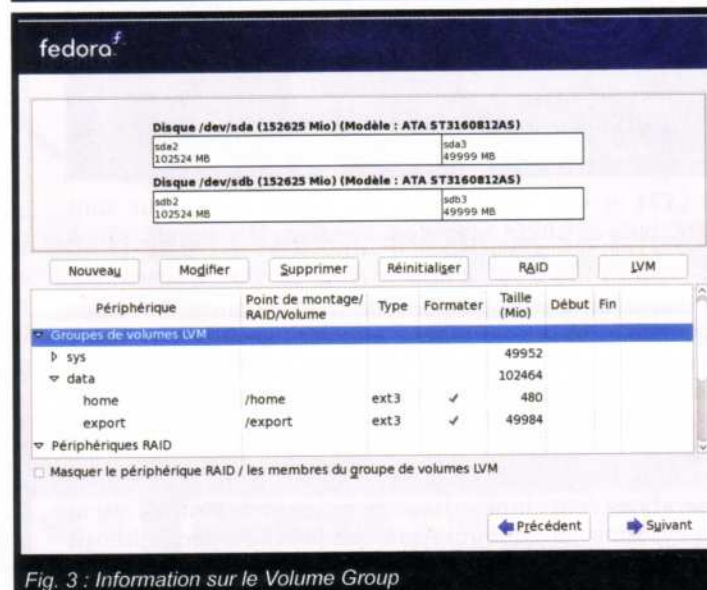 fedora
Disque /dev/sda (152625 Mio) (Modèle : ATA ST3160812AS)
sda2 sda3
102524 MB 49999 MB
Disque /dev/sdb (152625 Mio) (Modèle : ATA ST3160812AS)
sdb2 sdb3
102524 MB 49999 MB
Nouveau Modifier Supprimer Réinitialiser RAID LVM
Périphérique Point de montage/ RAID/Volume Type Formater Taille (Mio) Début Fin
Groupes de volumes LVM
sys 49952
data 102464
home /home ext3 ✓ 480
export /export ext3 ✓ 49984
Périphériques RAID
Masquer le périphérique RAID / les membres du groupe de volumes LVM
Précédent Suivant
Fig. 3 : Information sur le Volume Group